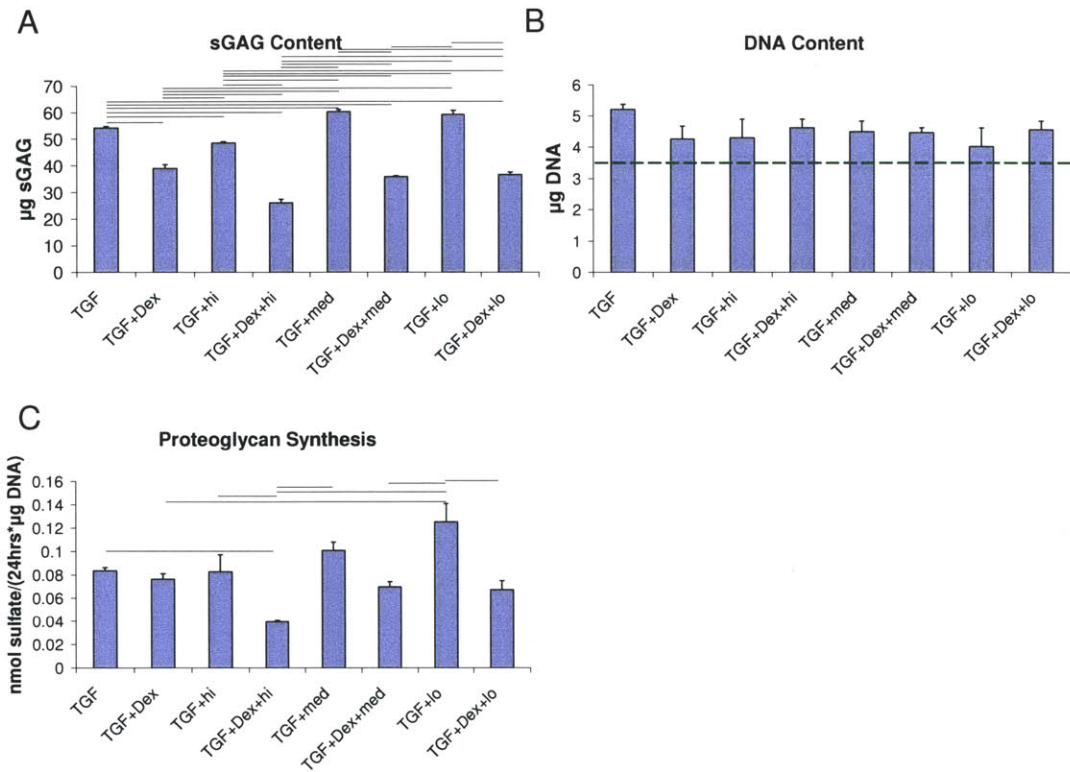 A
sGAG Content
µg sGAG
70
60
50
40
30
20
10
0
TGF
TGF+Dex
TGF+hi
TGF+Dex+hi
TGF+med
TGF+Dex+med
TGF+lo
TGF+Dex+lo
B
DNA Content
µg DNA
6
5
4
3
2
1
0
TGF
TGF+Dex
TGF+hi
TGF+Dex+hi
TGF+med
TGF+Dex+med
TGF+lo
TGF+Dex+lo
C
Proteoglycan Synthesis
nmol sulfate/(24hrs*µg DNA)
0.16
0.14
0.12
0.1
0.08
0.06
0.04
0.02
0
TGF
TGF+Dex
TGF+hi
TGF+Dex+hi
TGF+med
TGF+Dex+med
TGF+lo
TGF+Dex+lo